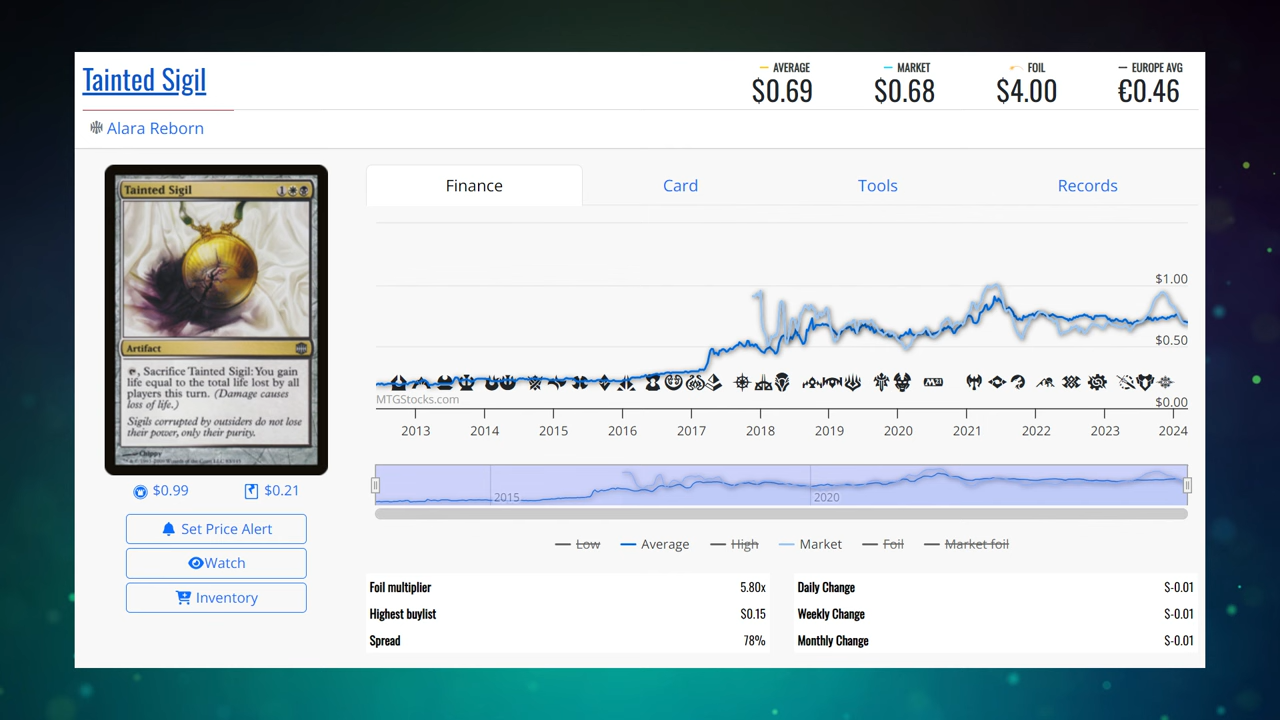 Tainted Sigil
AVERAGE
$0.69
MARKET
$0.68
FOIL
$4.00
EUROPE AVG
€0.46
Alara Reborn
Tainted Sigil
1
Artifact
, Sacrifice Tainted Sigil: You gain
life equal to the total life lost by all
players this turn. (Damage causes
loss of life.)
Sigils corrupted by outsiders do not lose
their power, only their purity.
Chippy
$0.99
$0.21
Set Price Alert
Watch
Inventory
Finance
Card
Tools
Records
$1.00
$0.50
$0.00
MTGStocks.com
2013 2014 2015 2016 2017 2018 2019 2020 2021 2022 2023 2024
2015
2020
Low Average High Market Foil Market foil
Foil multiplier 5.80x
Highest buylist $0.15
Spread 78%
Daily Change $-0.01
Weekly Change $-0.01
Monthly Change $-0.01